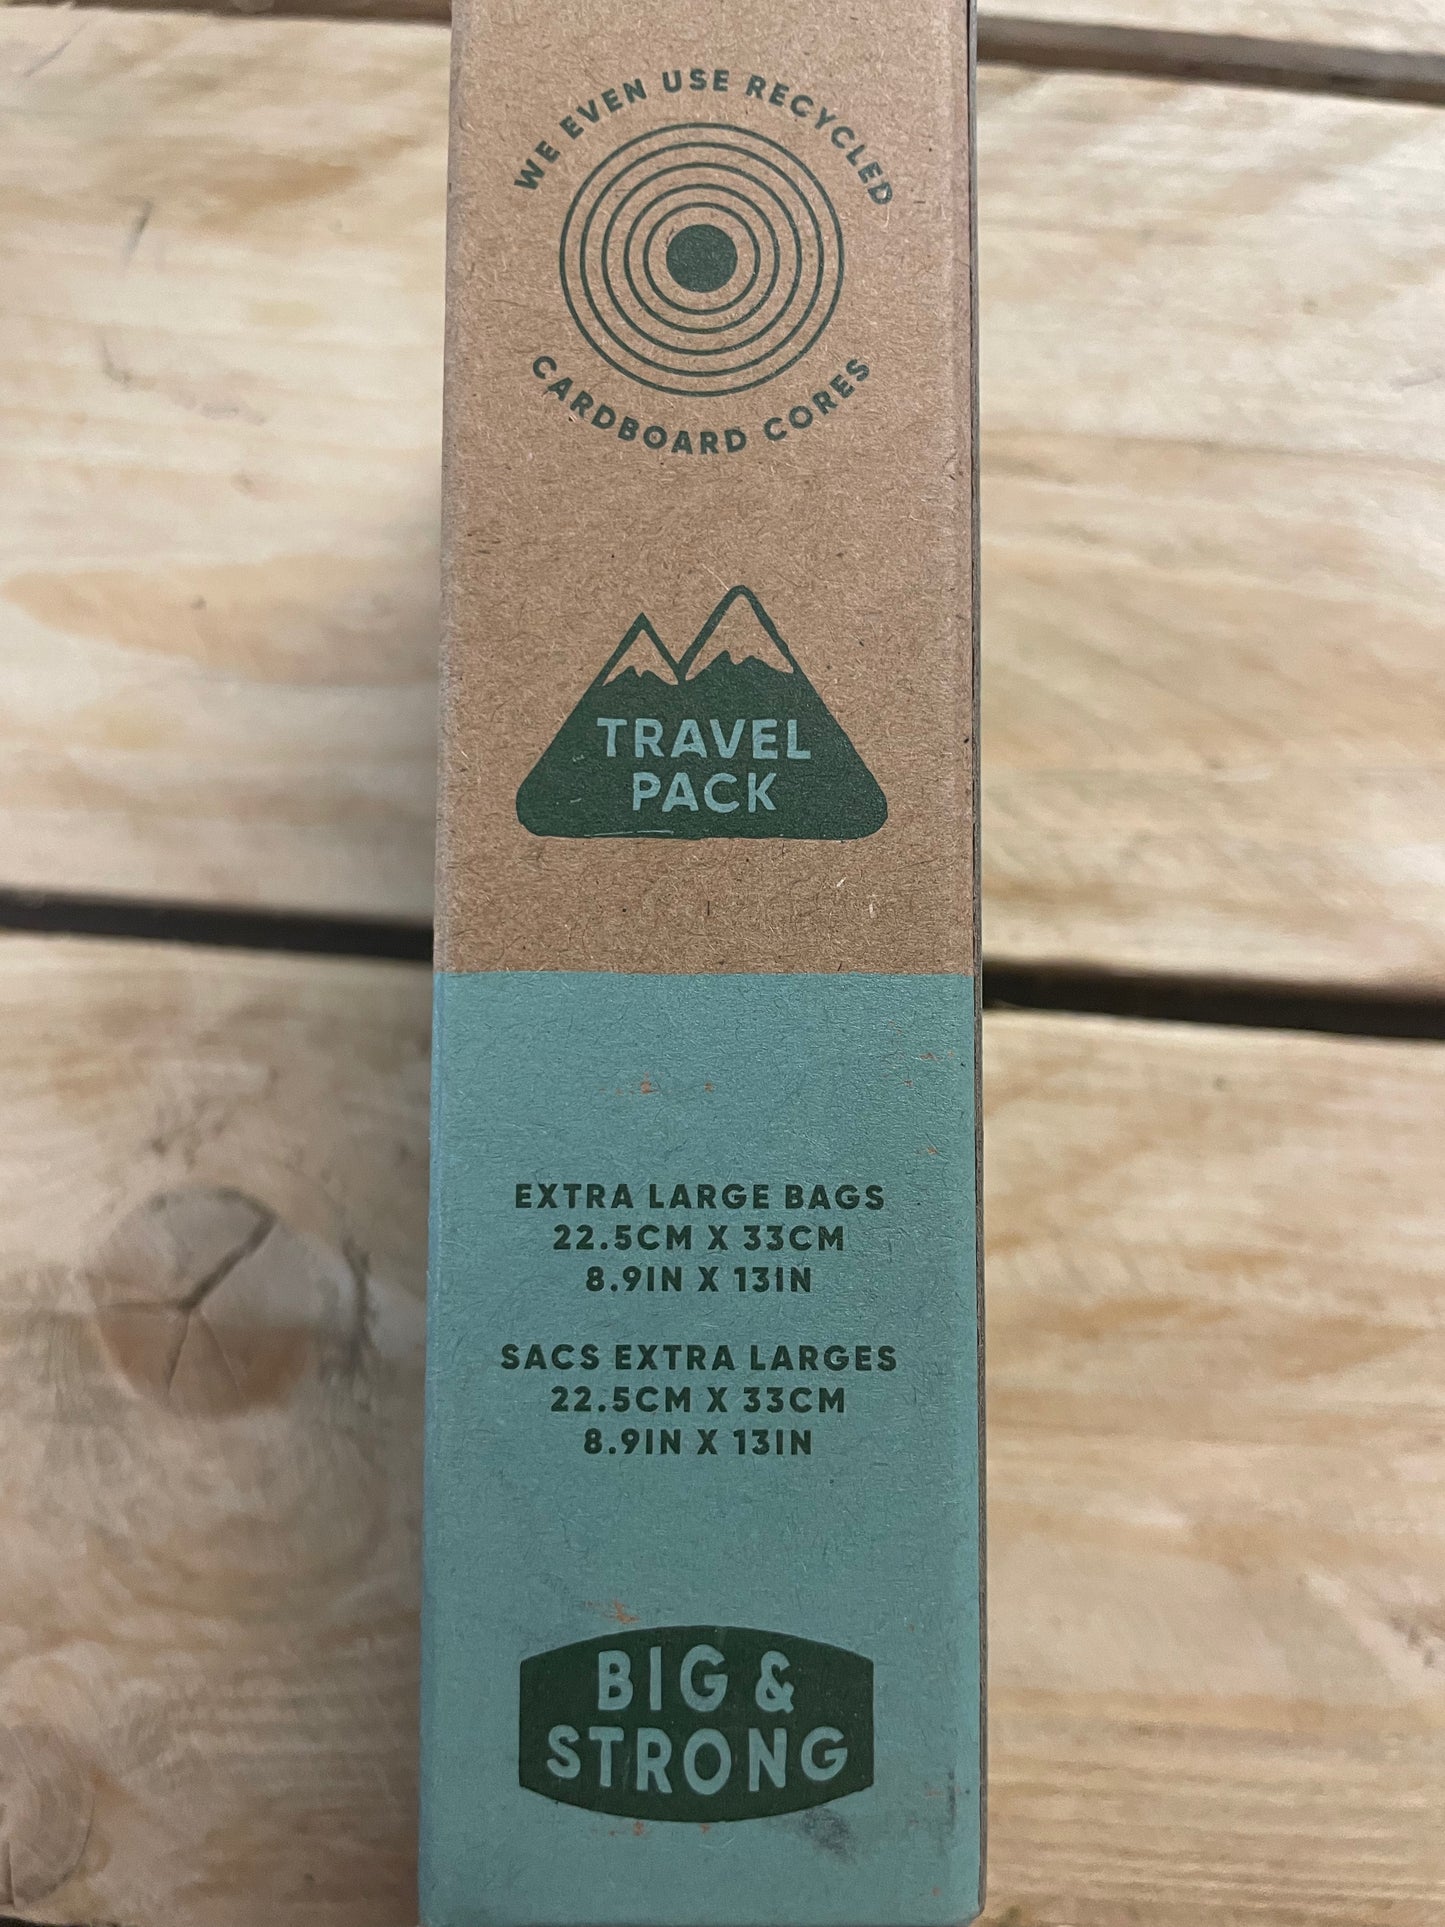 WE EVEN USE RECYCLED
CARDBOARD CORES
TRAVEL
PACK
EXTRA LARGE BAGS
22.5CM X 33CM
8.9IN X 13IN
SACS EXTRA LARGES
22.5CM X 33CM
8.9IN X 13IN
BIG &
STRONG